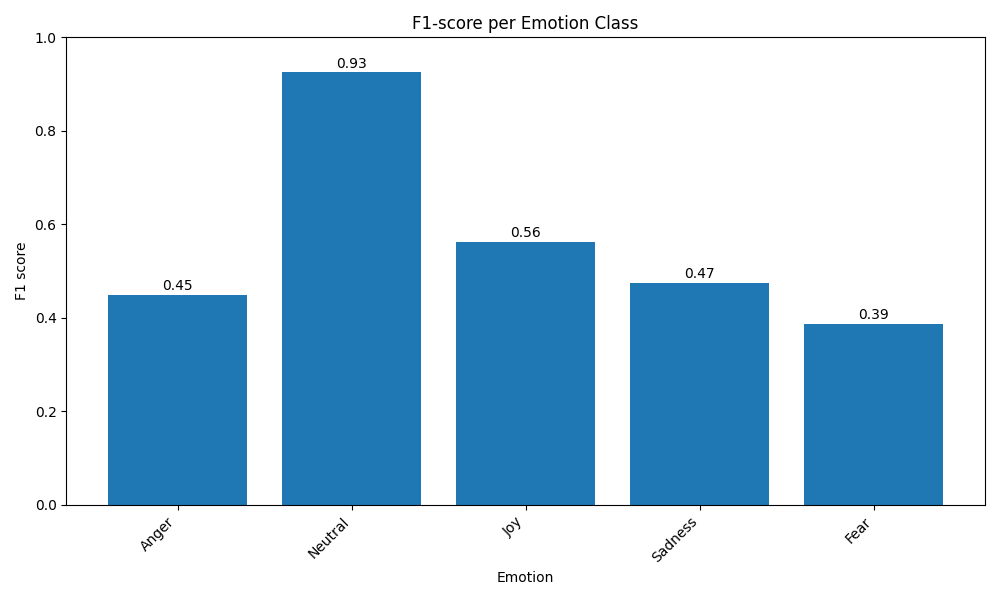 F1-score per Emotion Class
1.0
0.8
0.6
0.4
0.2
0.0
F1 score
0.45
0.93
0.56
0.47
0.39
Anger
Neutral
Joy
Sadness
Fear
Emotion